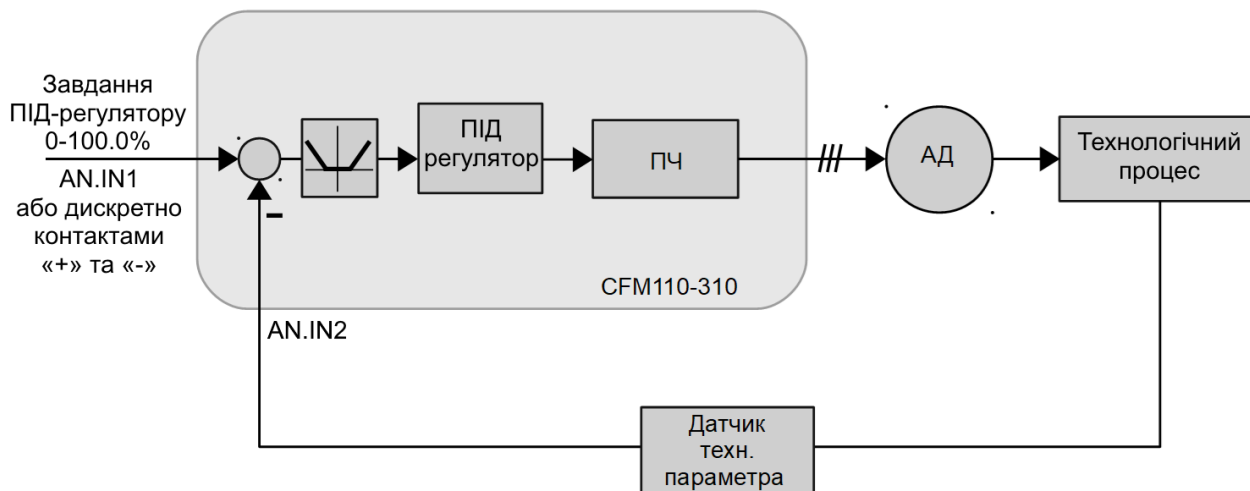 Завдання
ПІД-регулятору
0-100.0%
AN.IN1
або дискретно
контактами
«+» та «-»
ПІД
регулятор
ПЧ
АД
Технологічний
процес
-
CFM110-310
AN.IN2
Датчик
техн.
параметра